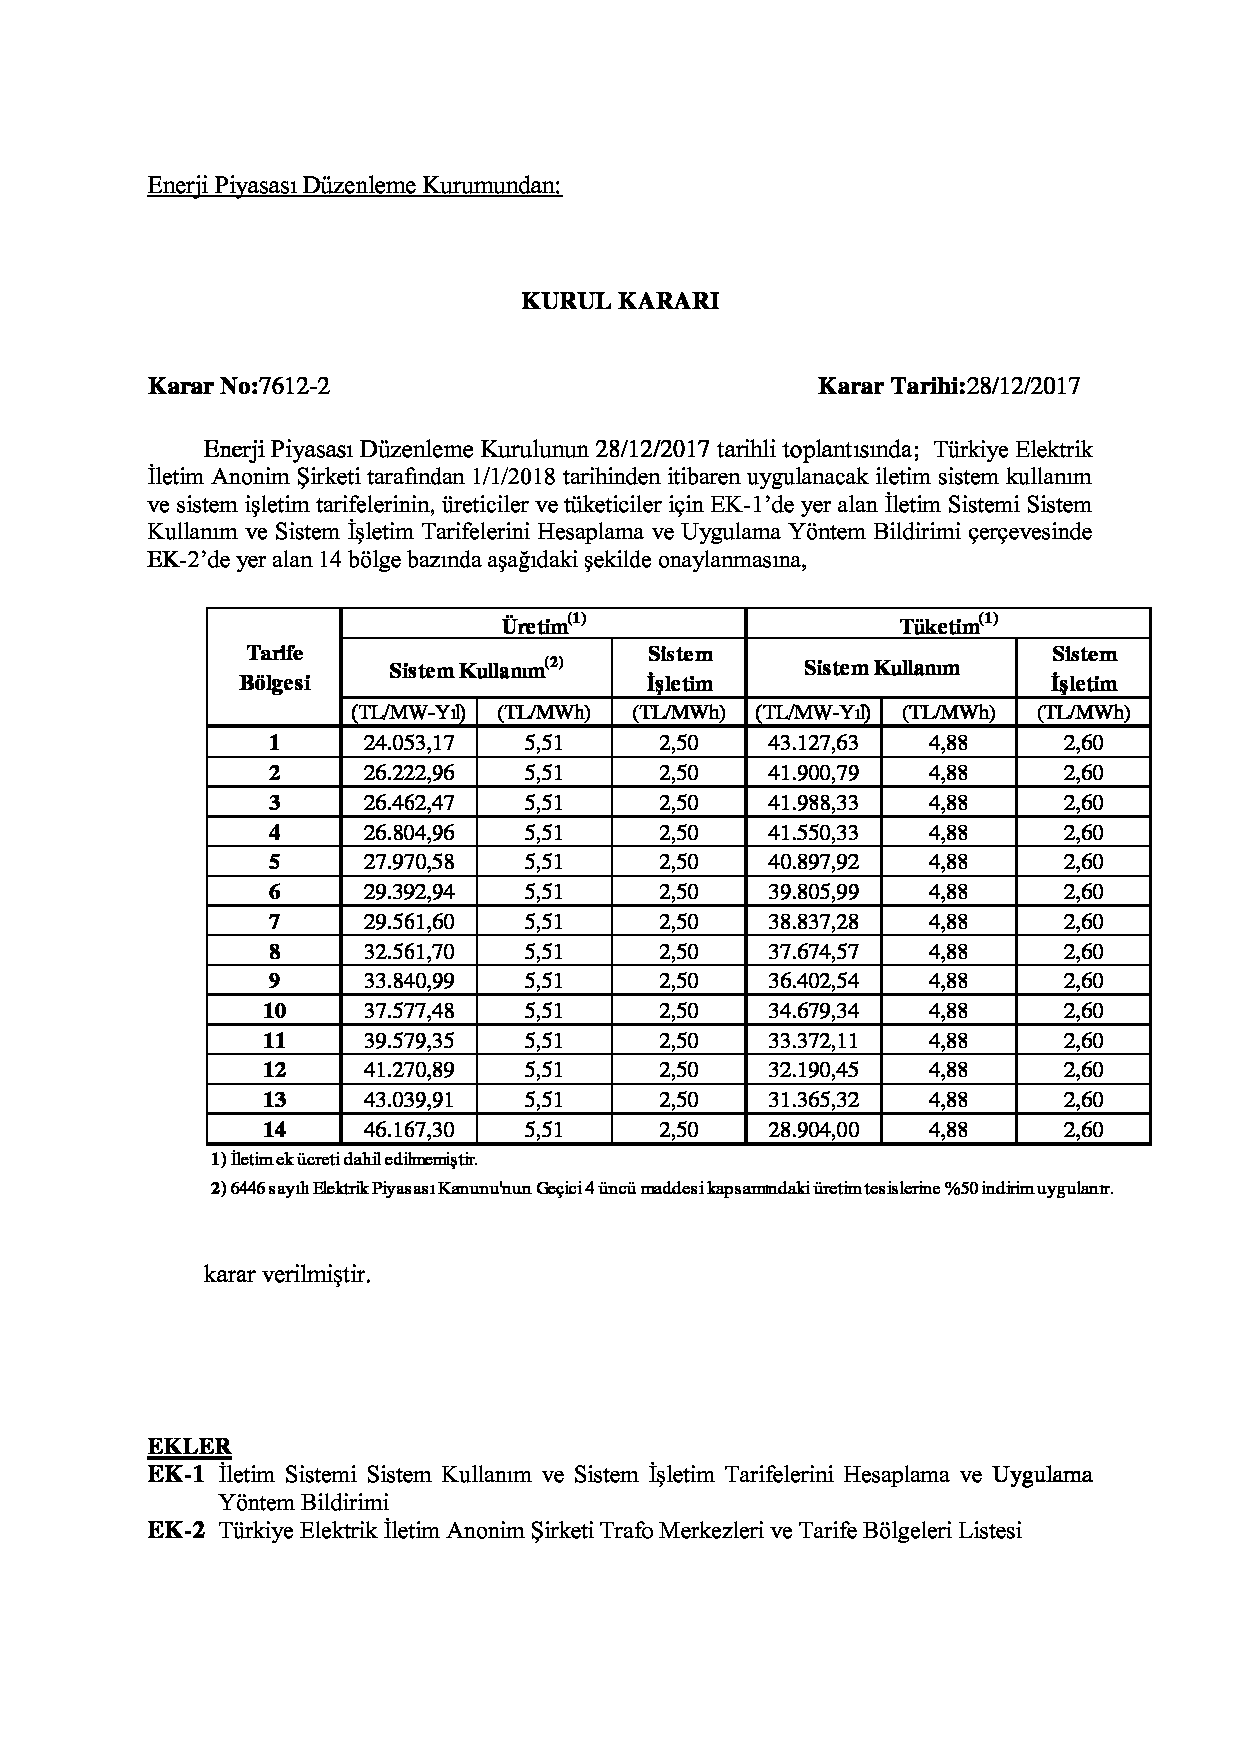 Enerji Piyasası Düzenleme Kurumundan:
KURUL KARARI
Karar No:7612-2 Karar Tarihi:28/12/2017
Enerji Piyasası Düzenleme Kurulunun 28/12/2017 tarihli toplantısında; Türkiye Elektrik
İletim Anonim Şirketi tarafından 1/1/2018 tarihinden itibaren uygulanacak iletim sistem kullanım
ve sistem işletim tarifelerinin, üreticiler ve tüketiciler için EK-1’de yer alan İletim Sistemi Sistem
Kullanım ve Sistem İşletim Tarifelerini Hesaplama ve Uygulama Yöntem Bildirimi çerçevesinde
EK-2’de yer alan 14 bölge bazında aşağıdaki şekilde onaylanmasına,
Tarife Bölgesi Üretim(1) Tüketim(1)
Sistem Kullanım(2) Sistem İşletim Sistem Kullanım Sistem İşletim
(TL/MW-Yıl) (TL/MWh) (TL/MWh) (TL/MW-Yıl) (TL/MWh) (TL/MWh)
1 24.053,17 5,51 2,50 43.127,63 4,88 2,60
2 26.222,96 5,51 2,50 41.900,79 4,88 2,60
3 26.462,47 5,51 2,50 41.988,33 4,88 2,60
4 26.804,96 5,51 2,50 41.550,33 4,88 2,60
5 27.970,58 5,51 2,50 40.897,92 4,88 2,60
6 29.392,94 5,51 2,50 39.805,99 4,88 2,60
7 29.561,60 5,51 2,50 38.837,28 4,88 2,60
8 32.561,70 5,51 2,50 37.674,57 4,88 2,60
9 33.840,99 5,51 2,50 36.402,54 4,88 2,60
10 37.577,48 5,51 2,50 34.679,34 4,88 2,60
11 39.579,35 5,51 2,50 33.372,11 4,88 2,60
12 41.270,89 5,51 2,50 32.190,45 4,88 2,60
13 43.039,91 5,51 2,50 31.365,32 4,88 2,60
14 46.167,30 5,51 2,50 28.904,00 4,88 2,60
1) İletim ek ücreti dahil edilmemiştir.
2) 6446 sayılı Elektrik Piyasası Kanunu'nun Geçici 4 üncü maddesi kapsamındaki üretim tesislerine %50 indirim uygulanır.
karar verilmiştir.
EKLER
EK-1 İletim Sistemi Sistem Kullanım ve Sistem İşletim Tarifelerini Hesaplama ve Uygulama
Yöntem Bildirimi
EK-2 Türkiye Elektrik İletim Anonim Şirketi Trafo Merkezleri ve Tarife Bölgeleri Listesi